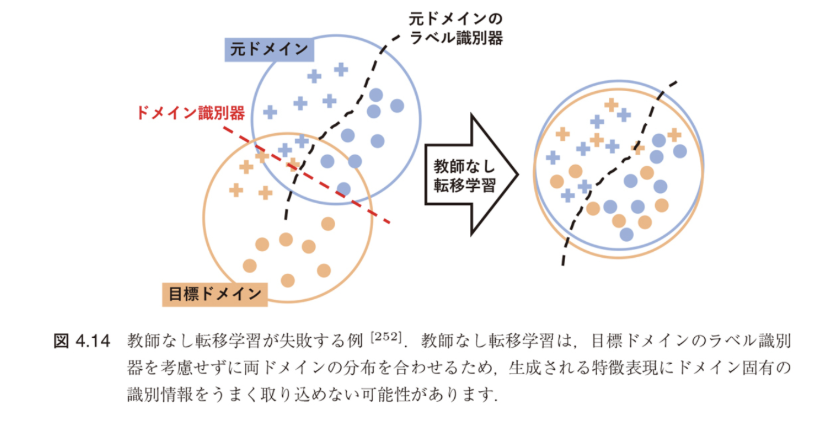 元ドメインの
ラベル識別器
元ドメイン
ドメイン識別器
教師なし
転移学習
目標ドメイン
図 4.14 教師なし転移学習が失敗する例 [252]．教師なし転移学習は，目標ドメインのラベル識別
器を考慮せずに両ドメインの分布を合わせるため，生成される特徴表現にドメイン固有の
識別情報をうまく取り込めない可能性があります．